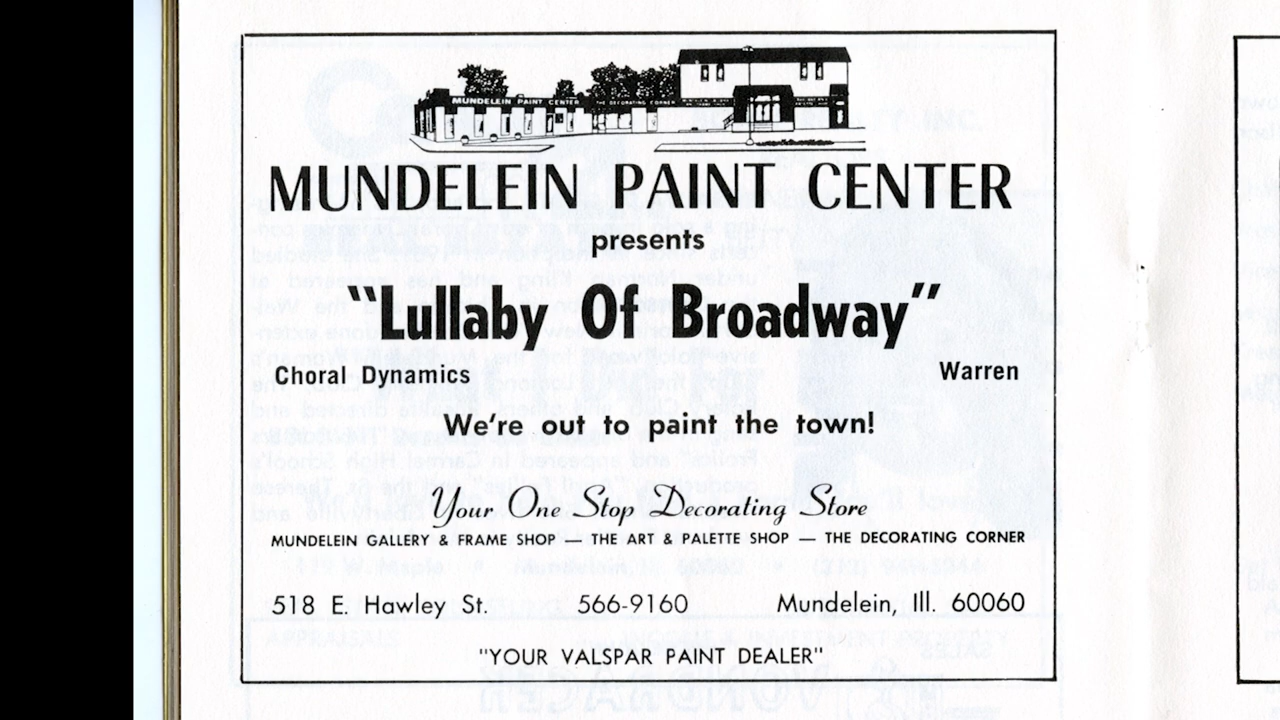 MUNDELEIN PAINT CENTER THE DECORATING CORNER
MUNDELEIN PAINT CENTER
presents
"Lullaby Of Broadway"
Choral Dynamics Warren
We're out to paint the town!
Your One Stop Decorating Store
MUNDELEIN GALLERY & FRAME SHOP — THE ART & PALETTE SHOP — THE DECORATING CORNER
518 E. Hawley St. 566-9160 Mundelein, Ill. 60060
"YOUR VALSPAR PAINT DEALER"